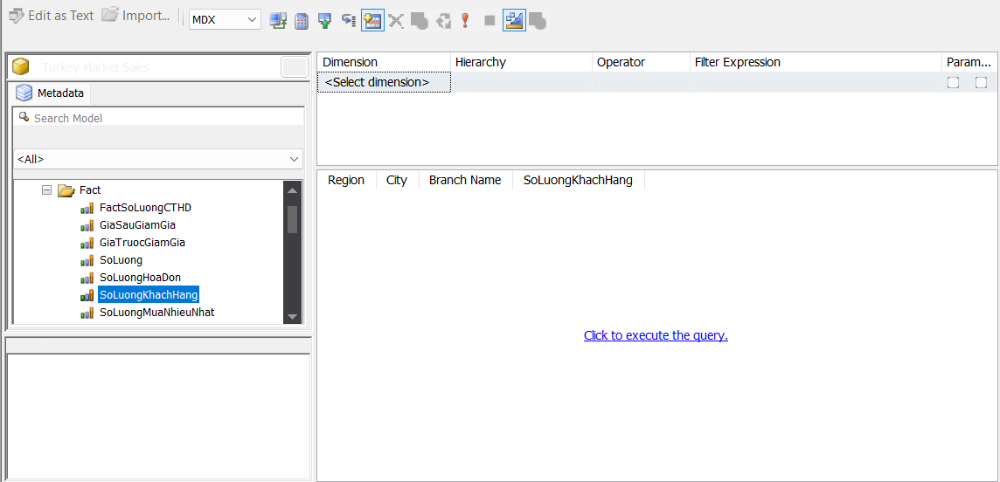 Edit as Text Import... MDX
Turkey Market Sales
Metadata
Search Model
<All>
Fact
FactSoLuongCTHD
GiaSauGiamGia
GiaTruocGiamGia
SoLuong
SoLuongHoaDon
SoLuongKhachHang
SoLuongMuaNhieuNhat
Dimension Hierarchy Operator Filter Expression Param...
<Select dimension>
Region City Branch Name SoLuongKhachHang
Click to execute the query.